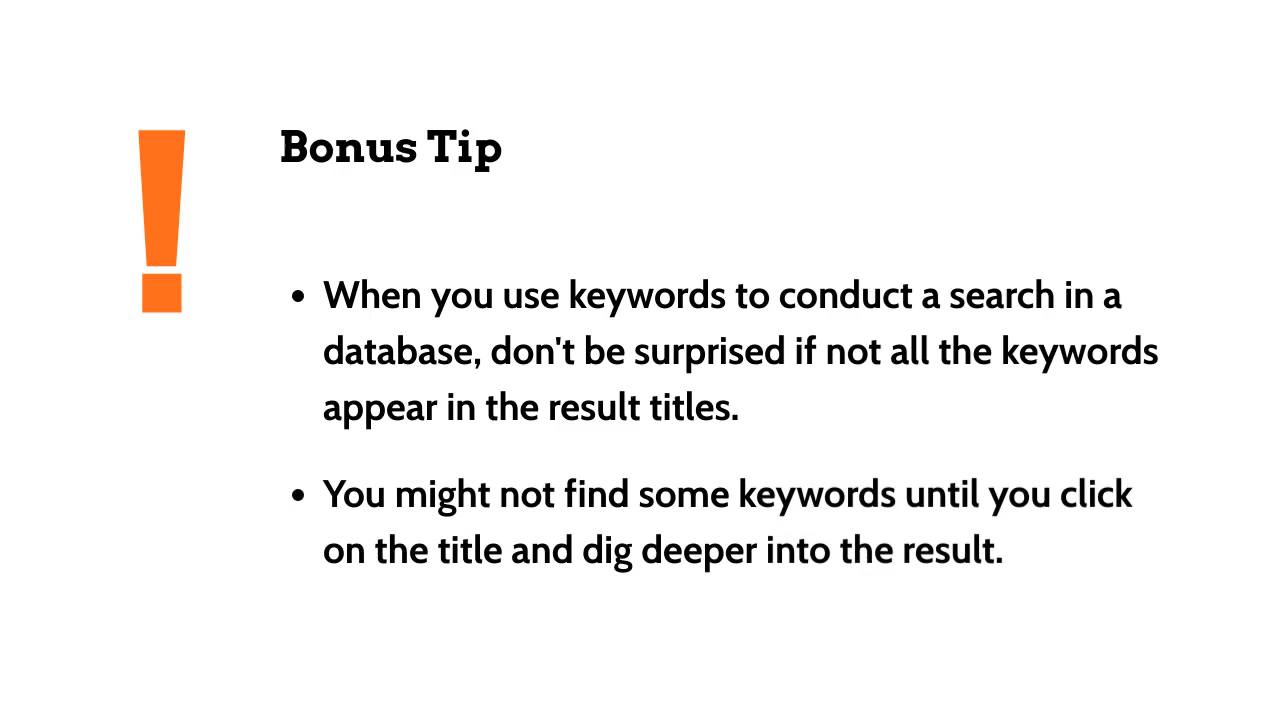 !
Bonus Tip
• When you use keywords to conduct a search in a
database, don't be surprised if not all the keywords
appear in the result titles.
• You might not find some keywords until you click
on the title and dig deeper into the result.